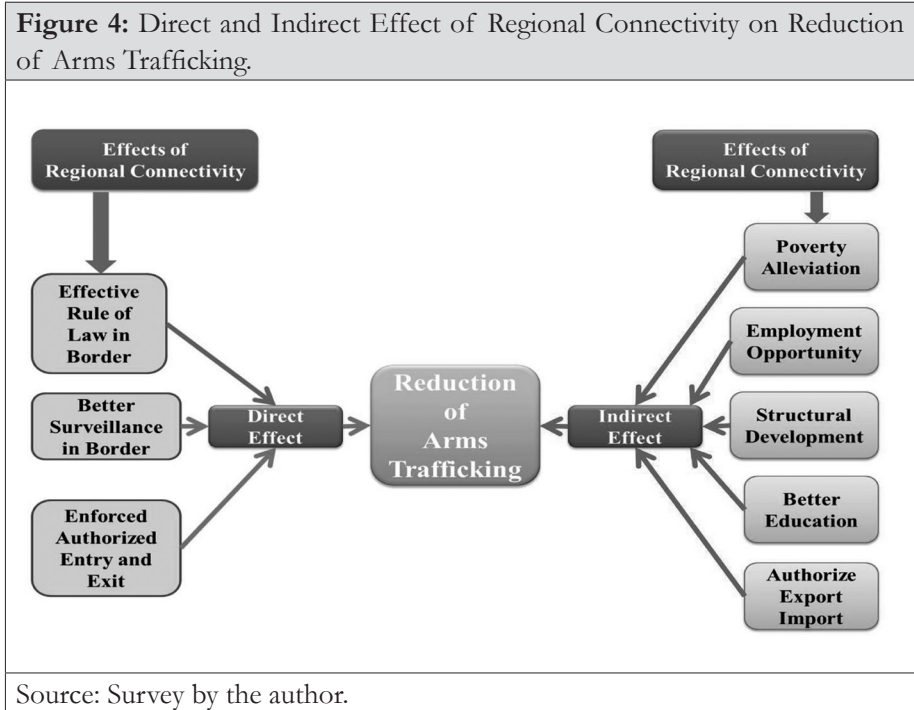 Figure 4: Direct and Indirect Effect of Regional Connectivity on Reduction
of Arms Trafficking.
Effects of
Regional Connectivity
Effective
Rule of
Law in
Border
Better
Surveillance
in Border
Enforced
Authorized
Entry and
Exit
Direct
Effect
Reduction
of
Arms
Trafficking
Indirect
Effect
Effects of
Regional Connectivity
Poverty
Alleviation
Employment
Opportunity
Structural
Development
Better
Education
Authorize
Export
Import
Source: Survey by the author.